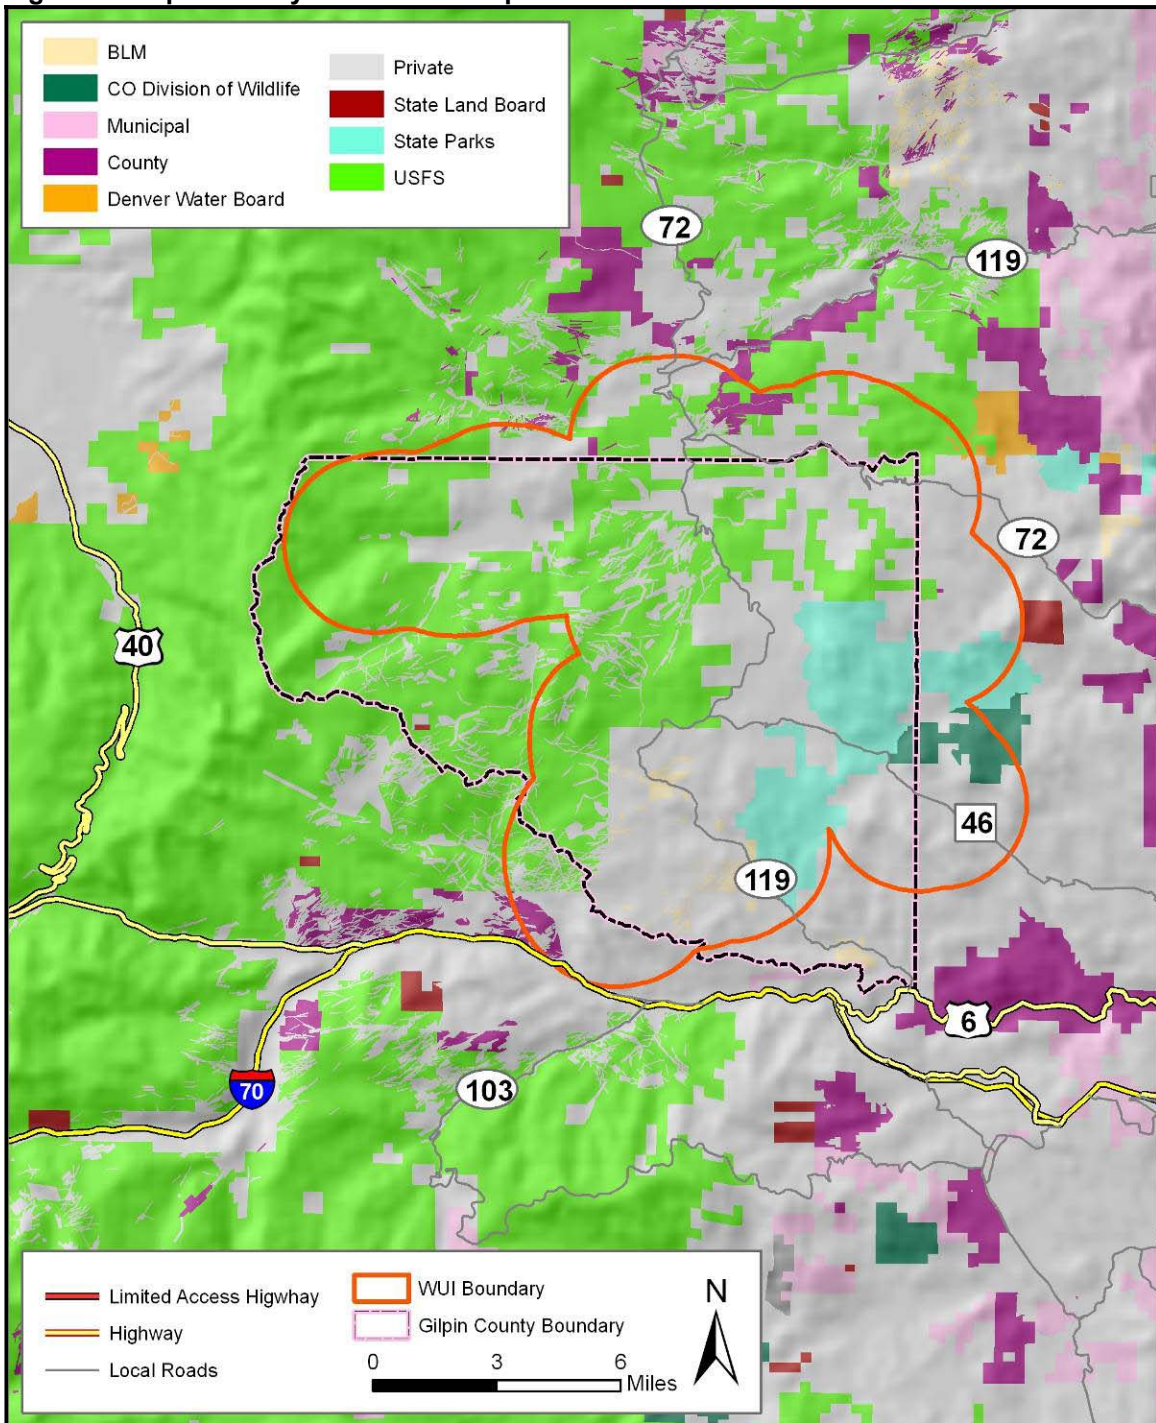 BLM
CO Division of Wildlife
Municipal
County
Denver Water Board
Private
State Land Board
State Parks
USFS
72
119
72
40
46
119
6
70
103
Limited Access Higwhay
Highway
Local Roads
WUI Boundary
Gilpin County Boundary
0 3 6
Miles
N